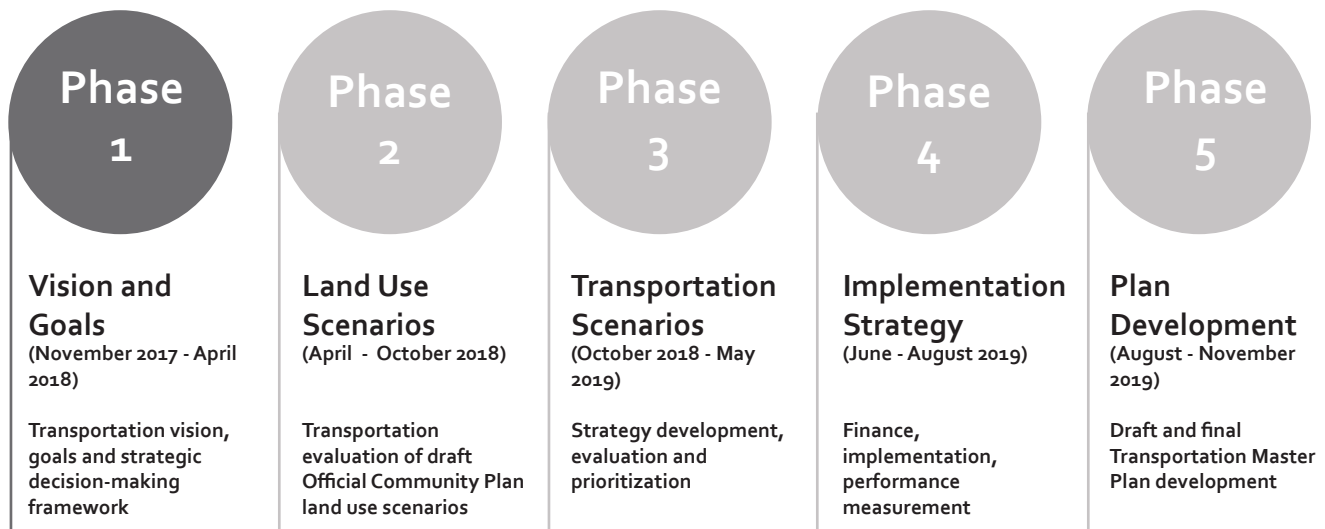 Phase
1
Vision and
Goals
(November 2017 - April
2018)
Transportation vision,
goals and strategic
decision-making
framework
Phase
2
Land Use
Scenarios
(April  -  October 2018)
Transportation
evaluation of draft
Official Community Plan
land use scenarios
Phase
3
Transportation
Scenarios
(October 2018 - May
2019)
Strategy development,
evaluation and
prioritization
Phase
4
Implementation
Strategy
(June - August 2019)
Finance,
implementation,
performance
measurement
Phase
5
Plan
Development
(August - November
2019)
Draft and final
Transportation Master
Plan development